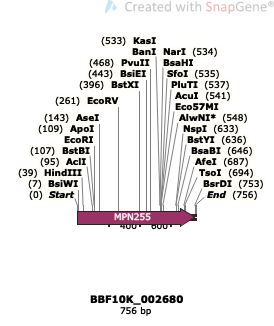 Created with SnapGene®
(533) KasI
BanI NarI (534)
(468) PvuII BsaHI
(443) BsiEI SfoI (535)
(396) BstXI PluTI (537)
AcuI (541)
(261) EcoRV Eco57MI
(143) AseI AlwNI* (548)
(109) ApoI NspI (633)
EcoRI BstYI (636)
(107) BstBI BsaBI (646)
(95) AclI AfeI (687)
(39) HindIII TsoI (694)
(7) BsiWI BsrDI (753)
(0) Start End (756)
MPN255
400 600
BBF10K_002680
756 bp